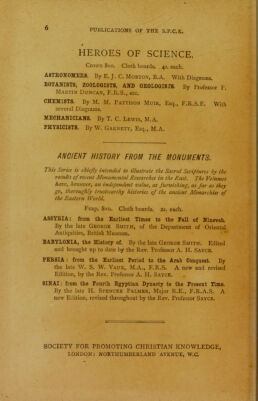 6 PUBLICATIONS OF THE S.P.C.K.
HEROES OF SCIENCE.
Crown 8vo. Cloth boards. 4s. each.
ASTRONOMERS. By E. J. C. MORTON, B.A. With Diagrams.
BOTANISTS, ZOOLOGISTS, AND GEOLOGISTS. By Professor P.
MARTIN DUNCAN, F.R.S., etc.
CHEMISTS. By M. M. PATTISON MUIR, Esq., F.R.S.E. With
several Diagrams.
MECHANICIANS. By T. C. LEWIS, M.A.
PHYSICISTS. By W. GARNETT, Esq., M.A.
ANCIENT HISTORY FROM THE MONUMENTS.
This Series is chiefly intended to illustrate the Sacred Scriptures by the
results of recent Monumental Researches in the East. The Volumes
have, however, an independent value, as furnishing, as far as they
go, thoroughly trustworthy histories of the ancient Monarchies of
the Eastern World.
Fcap. 8vo. Cloth boards. 2s. each.
ASSYRIA: from the Earliest Times to the Fall of Nineveh.
By the late GEORGE SMITH, of the Department of Oriental
Antiquities, British Museum.
BABYLONIA, the History of. By the late GEORGE SMITH. Edited
and brought up to date by the Rev. Professor A. H. SAYCE.
PERSIA: from the Earliest Period to the Arab Conquest. By
the late W. S. W. VAUX, M.A., F.R.S. A new and revised
Edition, by the Rev. Professor A. H. SAYCE.
SINAI: from the Fourth Egyptian Dynasty to the Present Time.
By the late H. SPENCER PALMER, Major R.E., F.R.A.S. A
new Edition, revised throughout by the Rev. Professor SAYCE.
SOCIETY FOR PROMOTING CHRISTIAN KNOWLEDGE,
LONDON: NORTHUMBERLAND AVENUE, W.C.